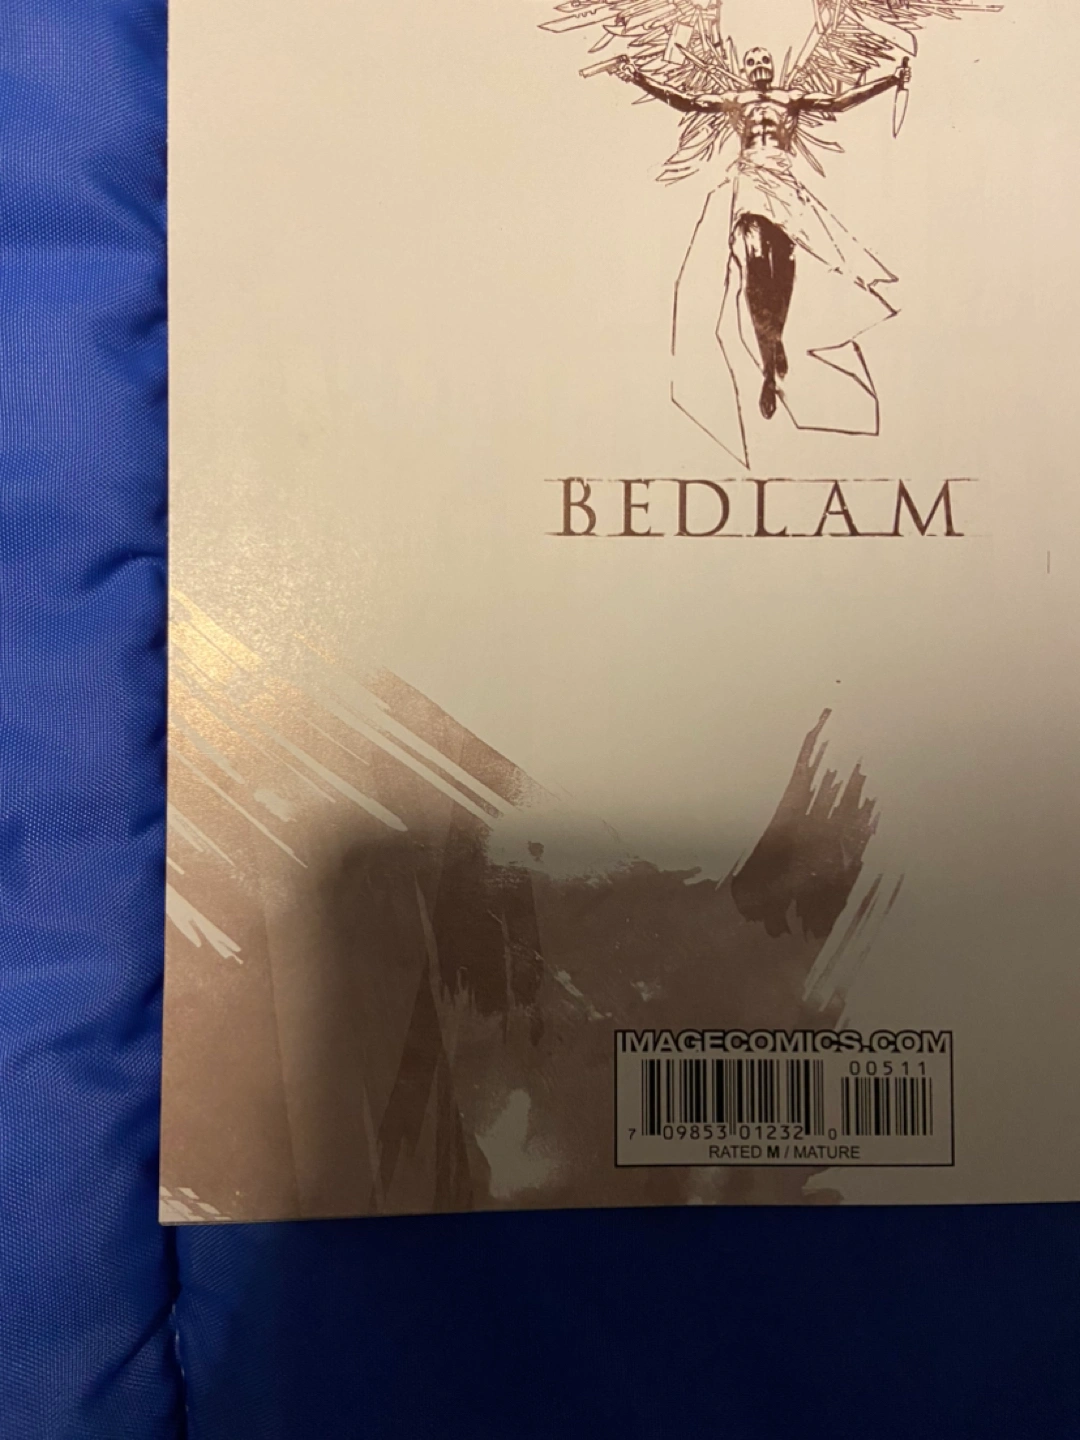 BEDLAM
IMAGECOMICS.COM
00511
7 09853 01232 0
RATED M / MATURE